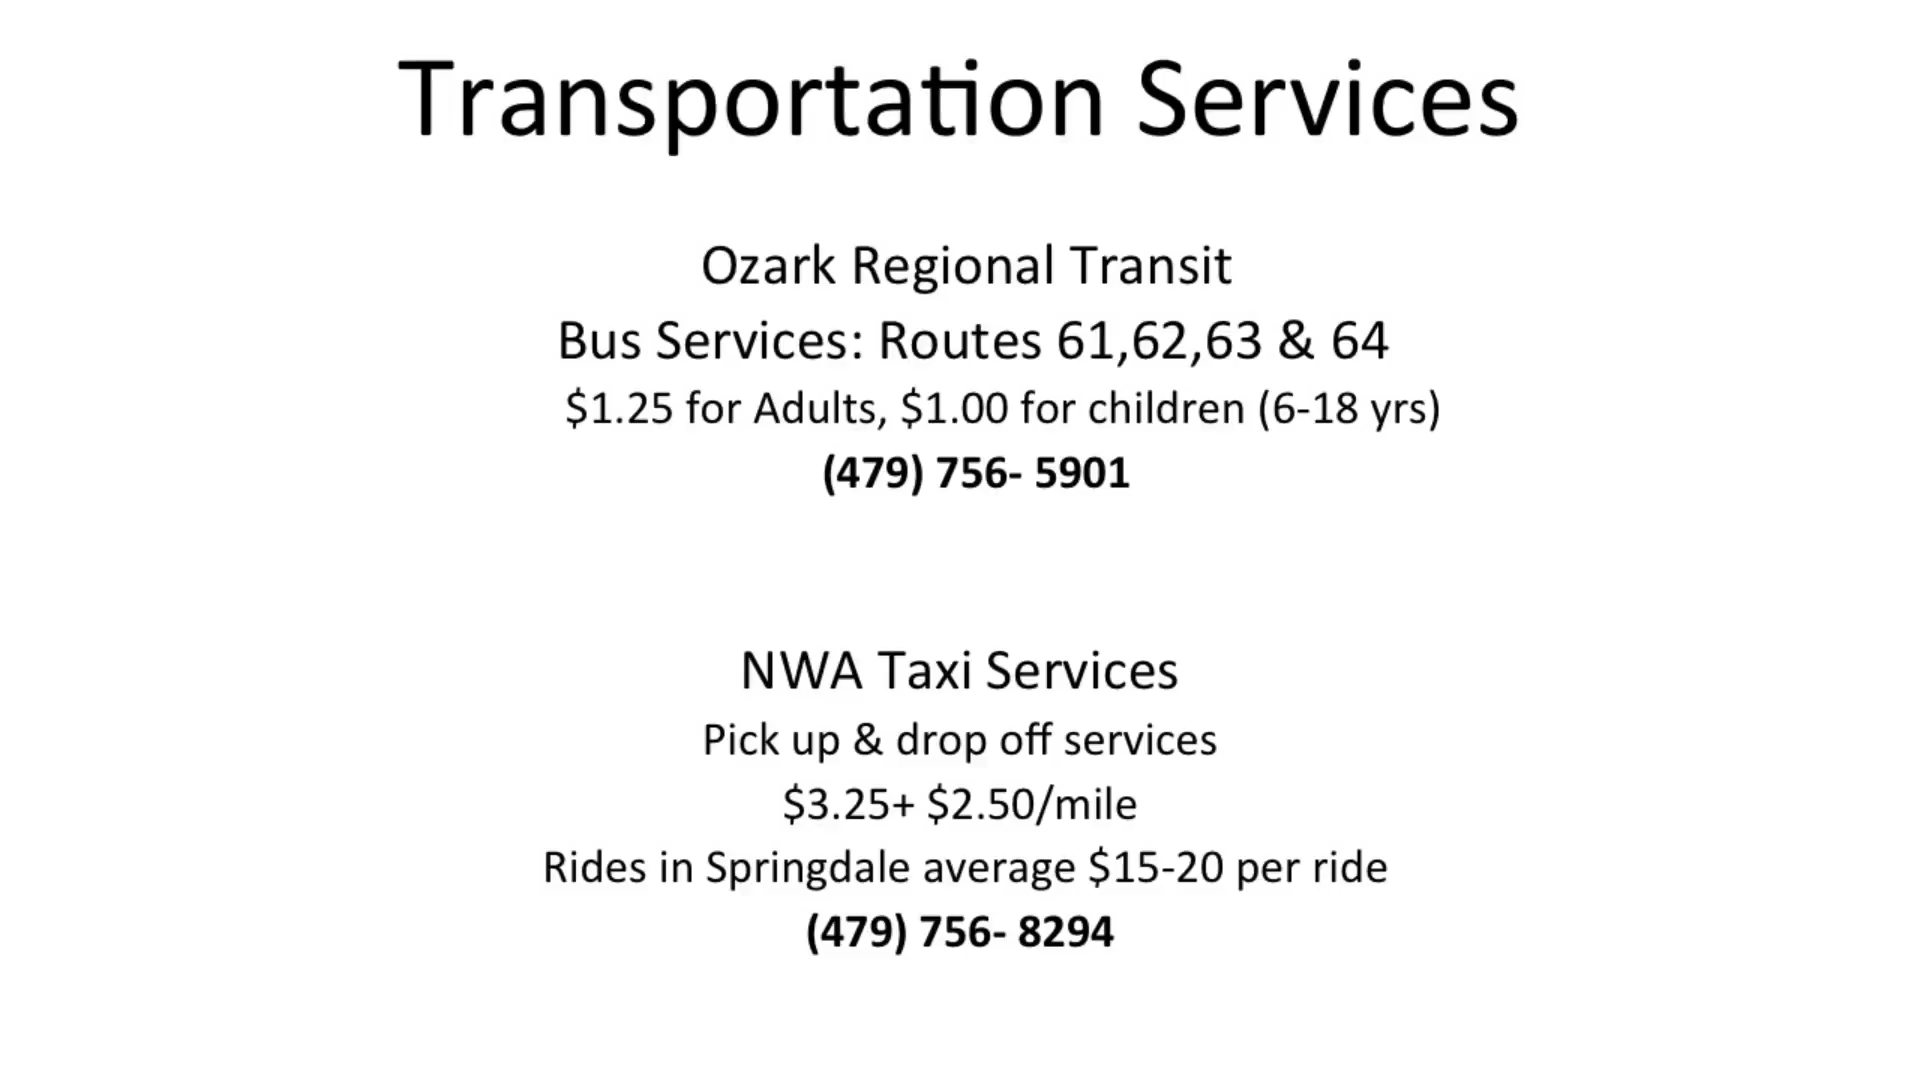 Transportation Services
Ozark Regional Transit
Bus Services: Routes 61,62,63 & 64
$1.25 for Adults, $1.00 for children (6-18 yrs)
(479) 756- 5901
NWA Taxi Services
Pick up & drop off services
$3.25+ $2.50/mile
Rides in Springdale average $15-20 per ride
(479) 756- 8294